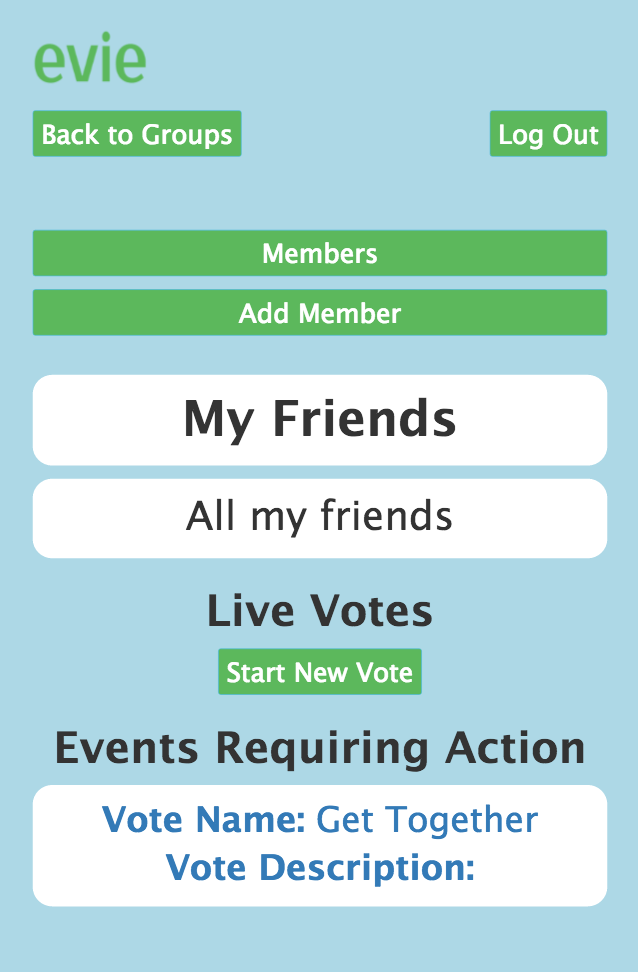 evie
Back to Groups
Log Out
Members
Add Member
My Friends
All my friends
Live Votes
Start New Vote
Events Requiring Action
Vote Name: Get Together
Vote Description: